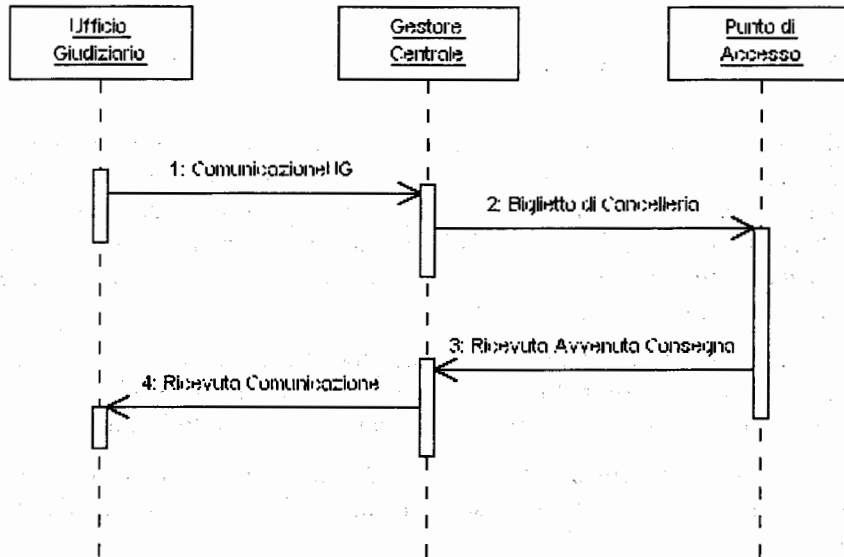 Ufficio
Giudiziario
Gestore
Centrale
Punto di
Accesso
1: ComunicazioneUG
2: Biglietto di Cancelleria
3: Ricevuta Avvenuta Consegna
4: Ricevuta Comunicazione